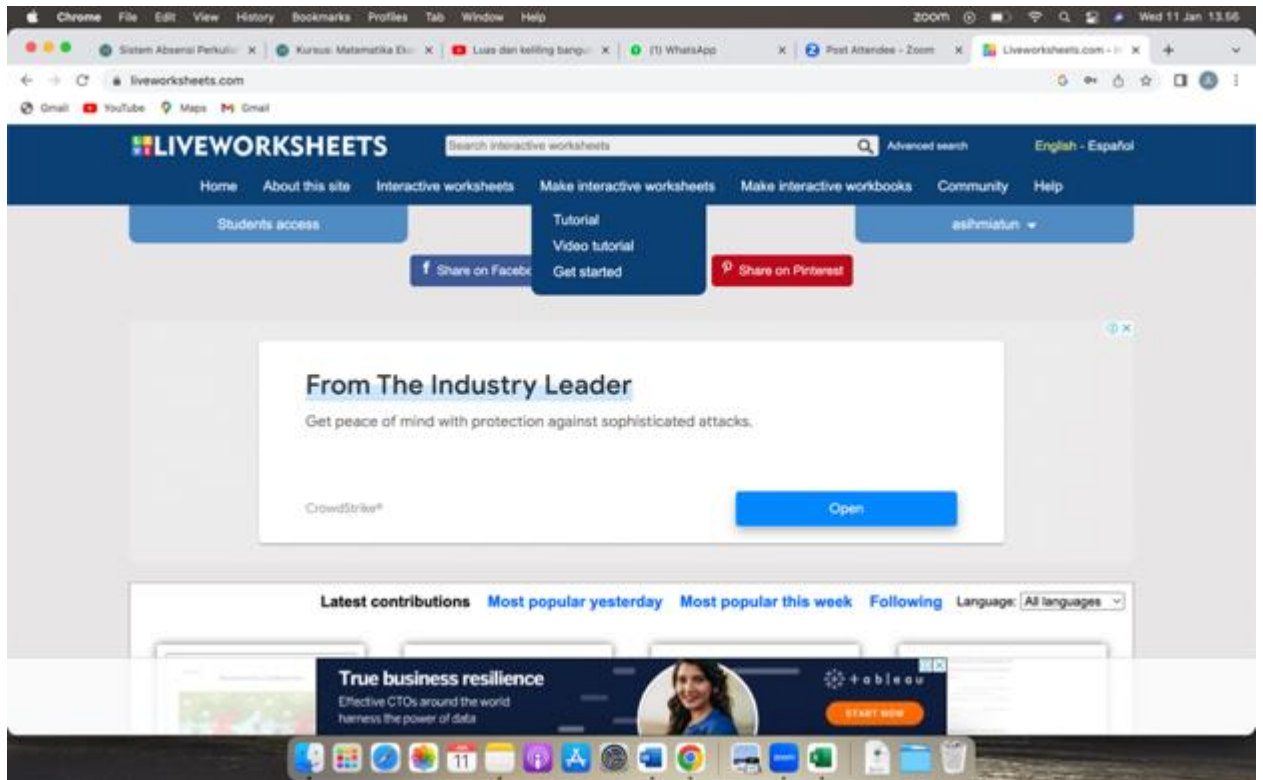 Chrome File Edit View History Bookmarks Profiles Tab Window Help zoom Wed 11 Jan 13.56
Sistem Absensi Perkulia Kursus: Matematika Luas dan keliling bangu (1) WhatsApp Post Attendee - Zoom Liveworksheets.com
liveworksheets.com
Gmail YouTube Maps Gmail
LIVEWORKSHEETS Search interactive worksheets Advanced search English - Español
Home About this site Interactive worksheets Make interactive worksheets Make interactive workbooks Community Help
Students access Tutorial asihmiatun
Video tutorial
Share on Facebo Get started Share on Pinterest
From The Industry Leader
Get peace of mind with protection against sophisticated attacks.
CrowdStrike® Open
Latest contributions Most popular yesterday Most popular this week Following Language: All languages
True business resilience
Effective CTOs around the world
harness the power of data
tableau
START NOW
11
zoom